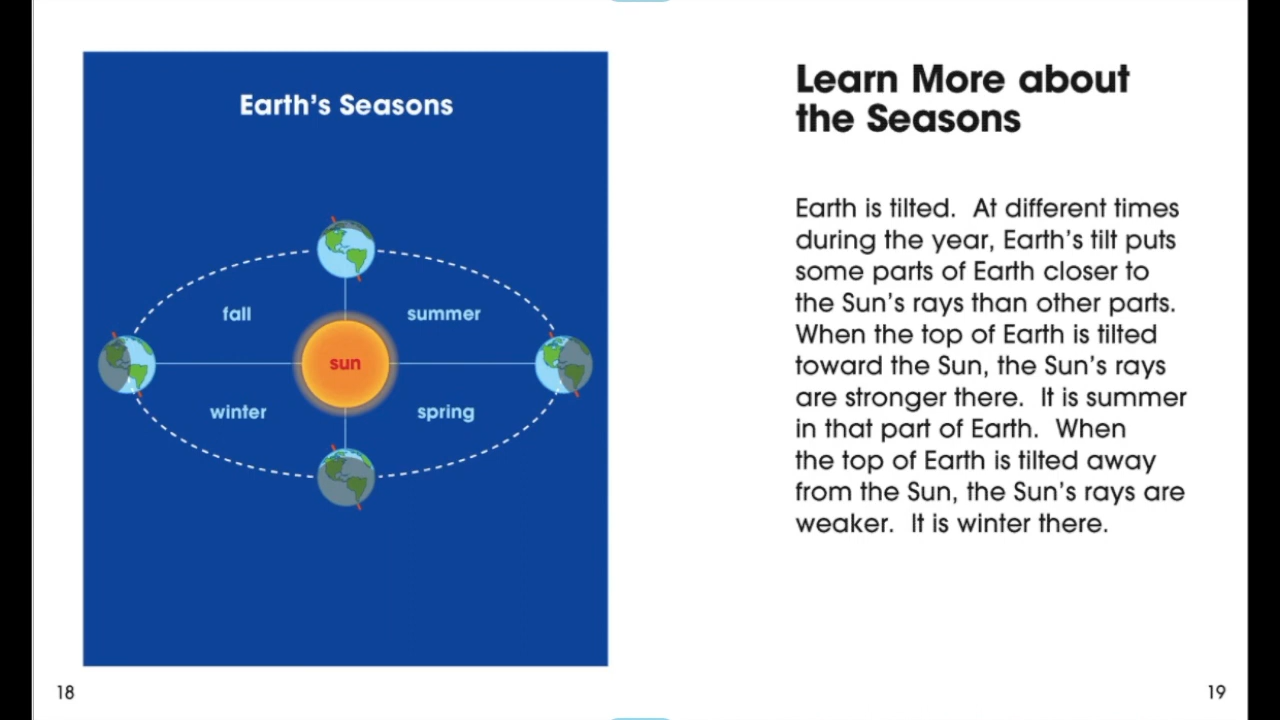 Earth's Seasons
fall
summer
sun
winter
spring
18
Learn More about
the Seasons
Earth is tilted.  At different times
during the year, Earth's tilt puts
some parts of Earth closer to
the Sun's rays than other parts.
When the top of Earth is tilted
toward the Sun, the Sun's rays
are stronger there.  It is summer
in that part of Earth.  When
the top of Earth is tilted away
from the Sun, the Sun's rays are
weaker.  It is winter there.
19